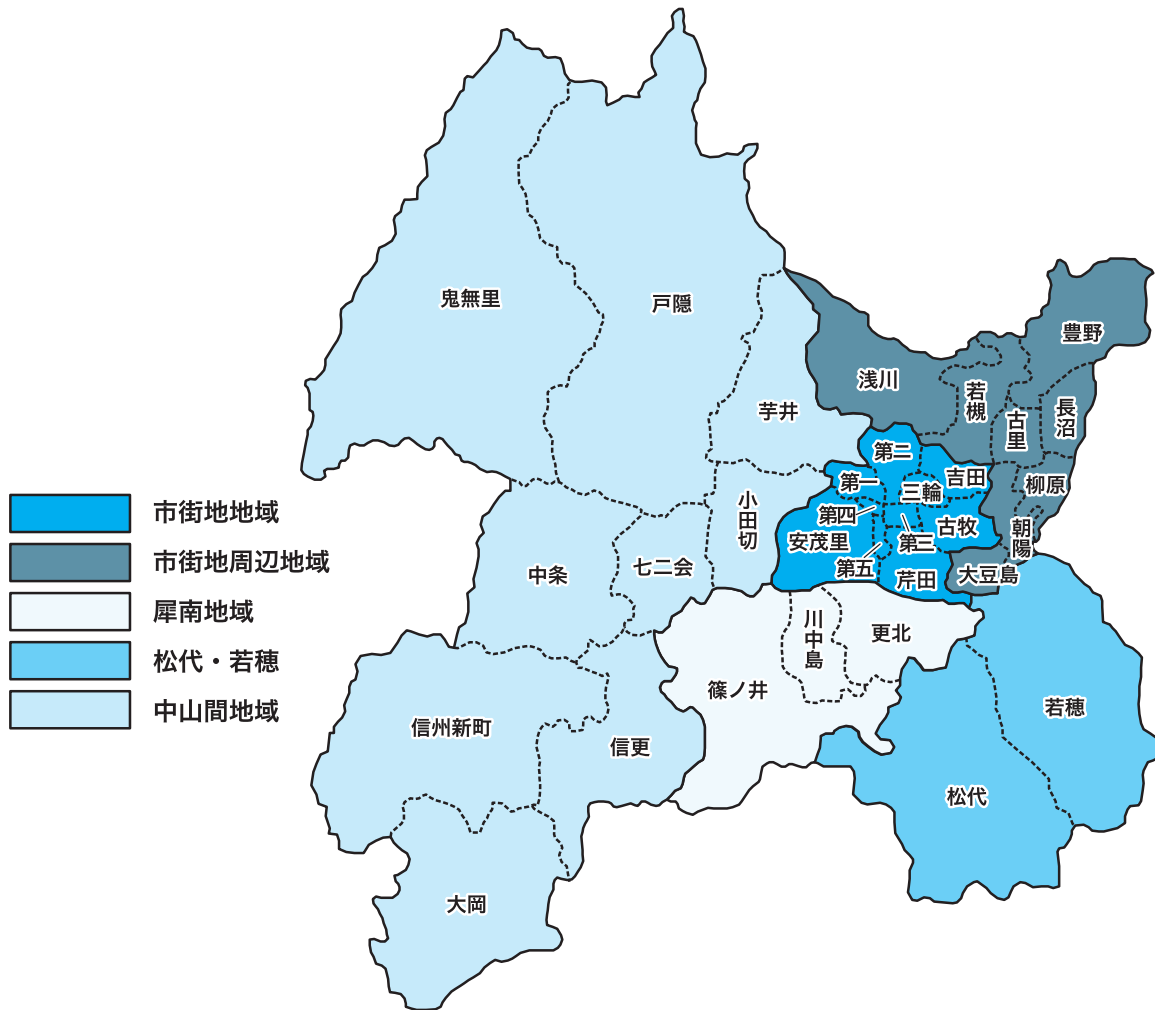 鬼無里
戸隠
豊野
浅川
若槻
長沼
芋井
古里
第二
吉田
柳原
第一
三輪
小田切
第四
古牧
朝陽
安茂里
第三
第五
芹田
大豆島
中条
七二会
川中島
更北
篠ノ井
若穂
信州新町
信更
松代
大岡
市街地地域
市街地周辺地域
犀南地域
松代・若穂
中山間地域